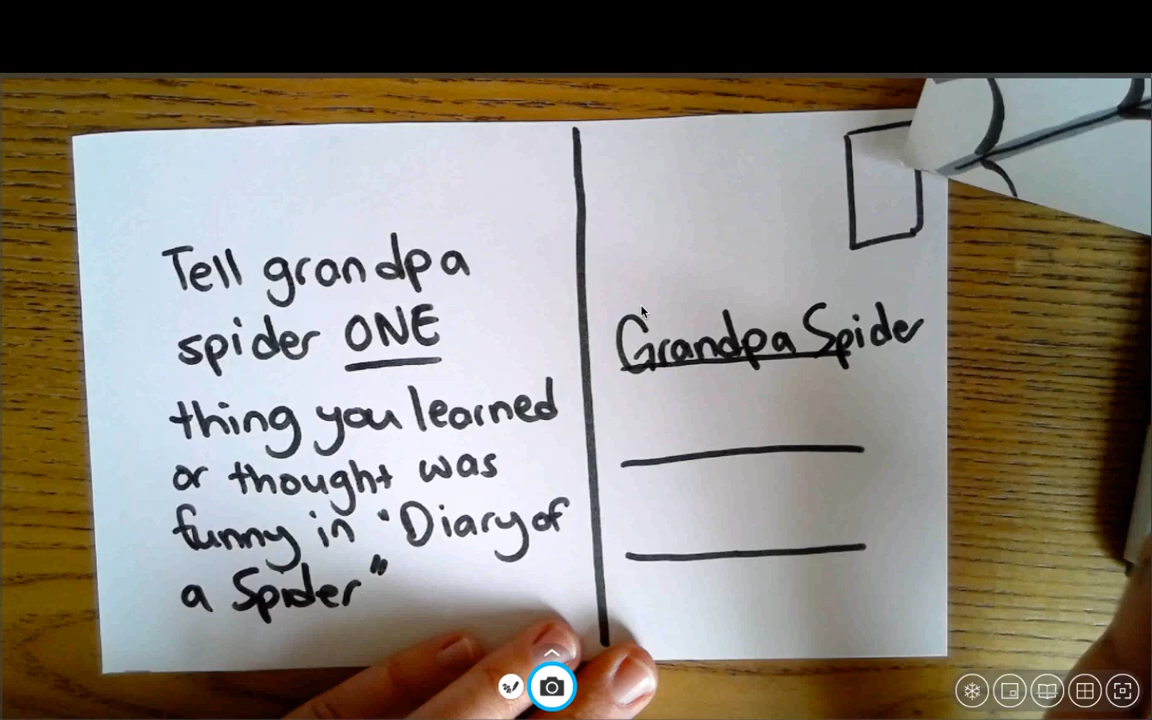 Tell grandpa
spider ONE
thing you learned
or thought was
funny in "Diary of
a Spider"
Grandpa Spider